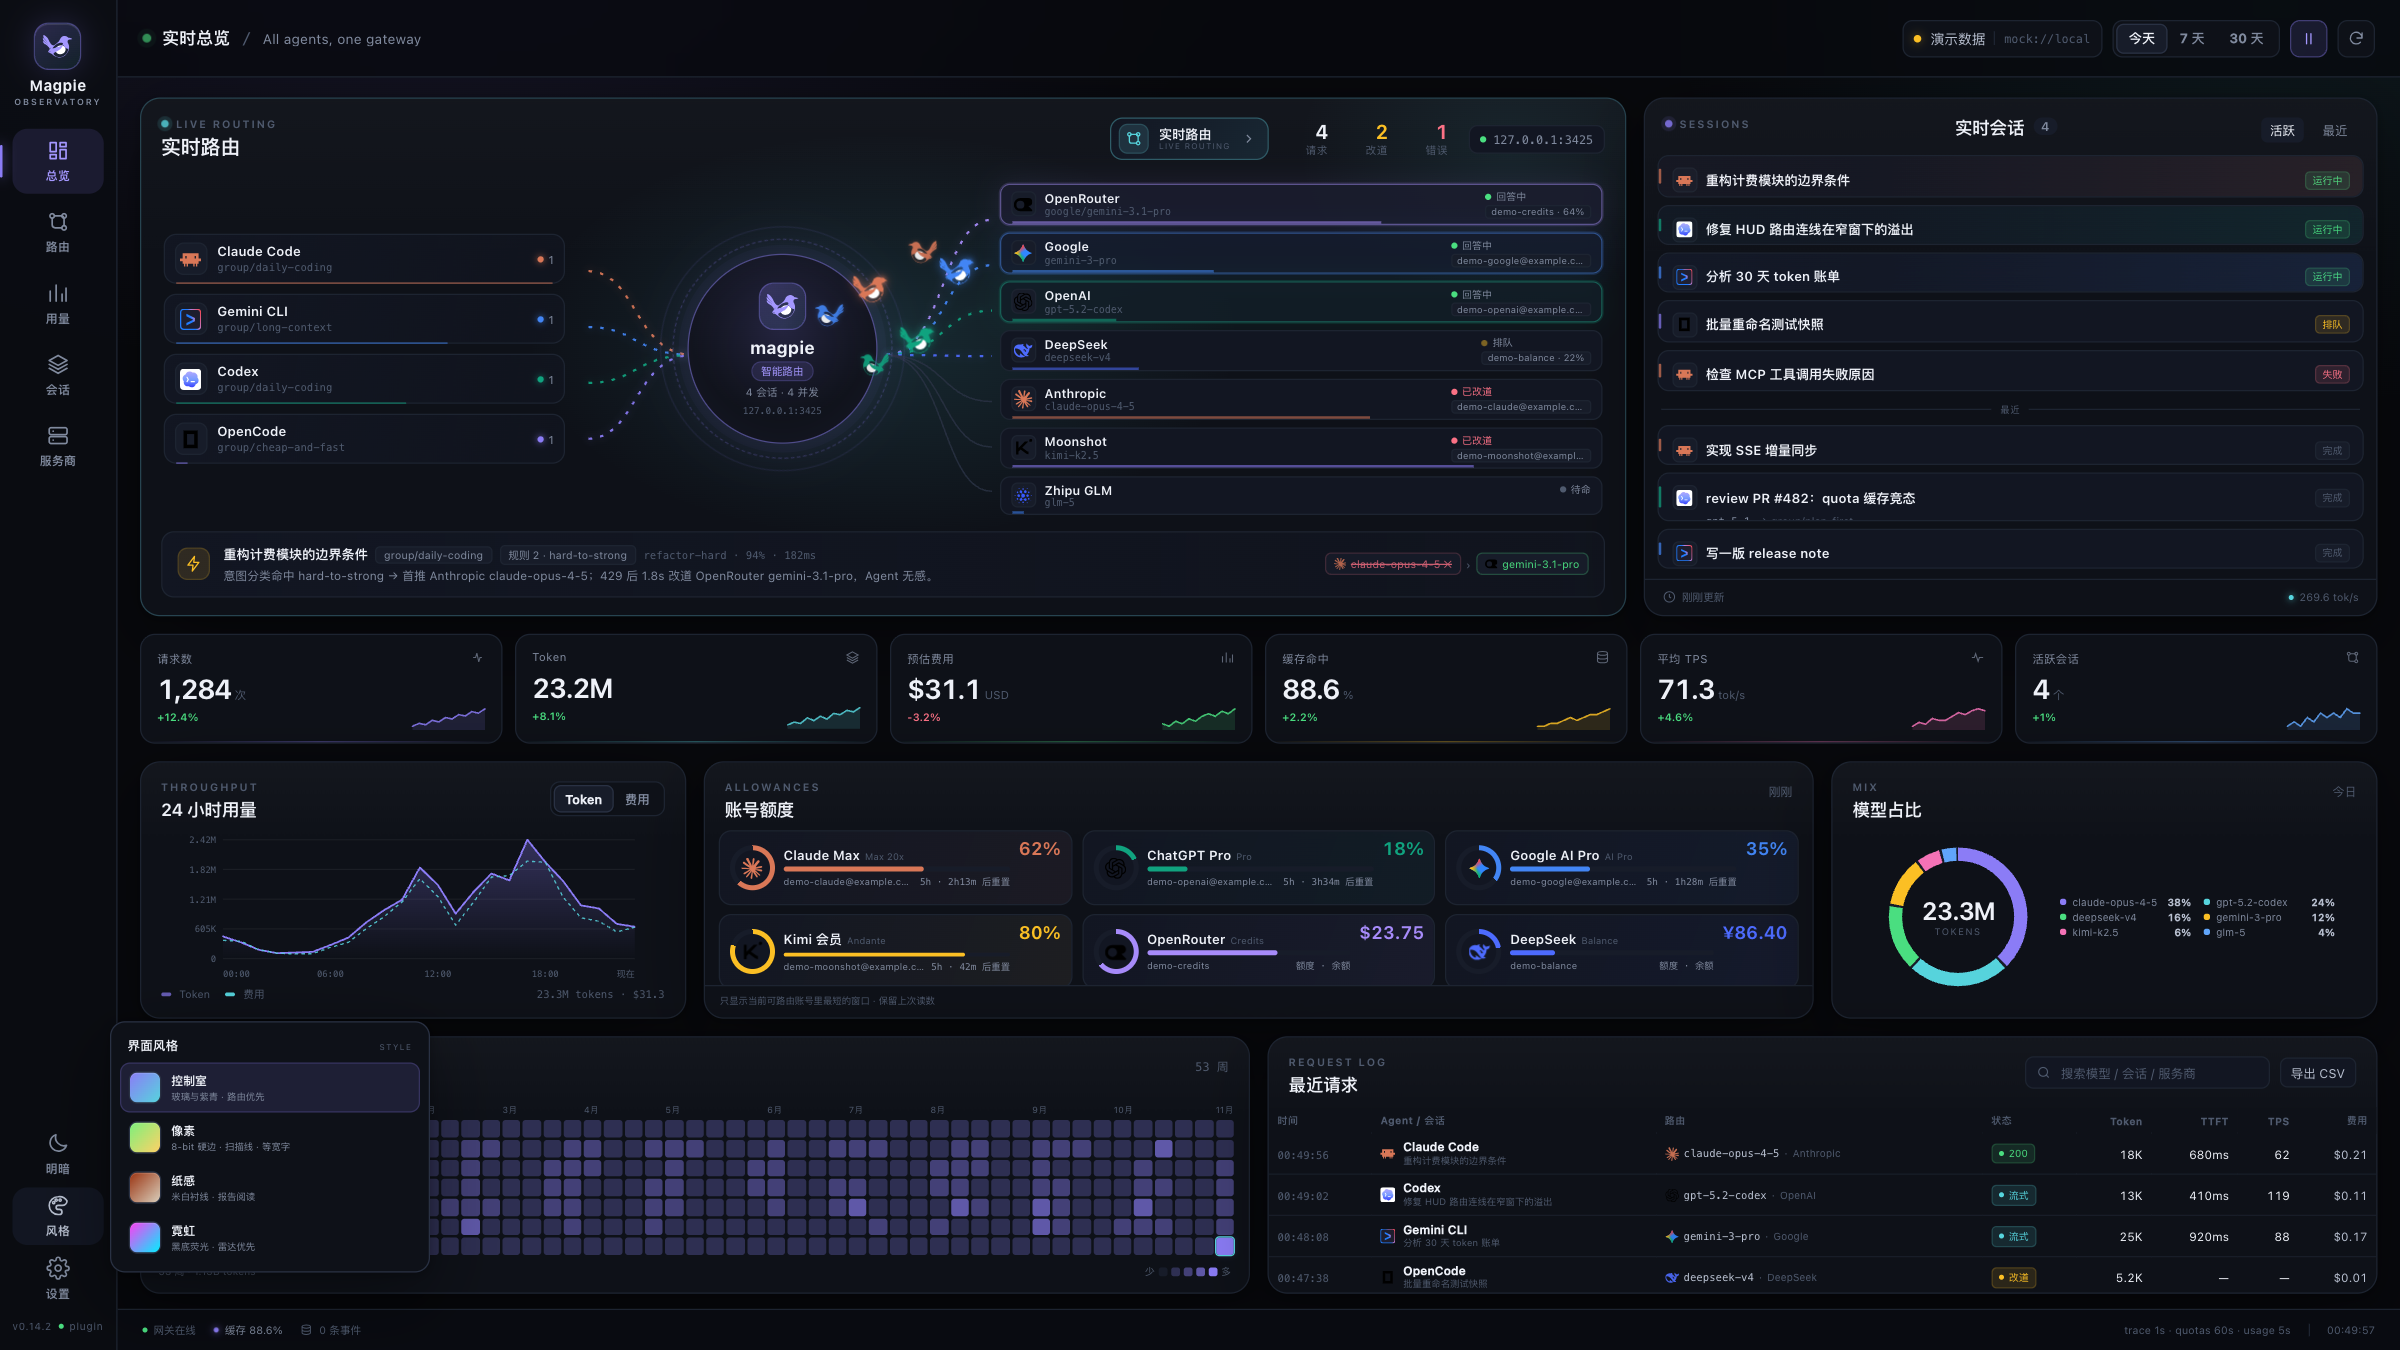 Magpie
OBSERVATORY
总览
路由
用量
会话
服务商
明暗
风格
设置
v0.14.2 plugin
实时总览 / All agents, one gateway
演示数据 mock://local
今天 7 天 30 天
LIVE ROUTING
实时路由
实时路由
LIVE ROUTING
4 请求
2 改道
1 错误
127.0.0.1:3425
Claude Code
group/daily-coding
1
Gemini CLI
group/long-context
1
Codex
group/daily-coding
1
OpenCode
group/cheap-and-fast
1
magpie
智能路由
4 会话 · 4 并发
127.0.0.1:3425
OpenRouter
google/gemini-3.1-pro
回答中
demo-credits · 64%
Google
gemini-3-pro
回答中
demo-google@example.c…
OpenAI
gpt-5.2-codex
回答中
demo-openai@example.c…
DeepSeek
deepseek-v4
排队
demo-balance · 22%
Anthropic
claude-opus-4-5
已改道
demo-claude@example.c…
Moonshot
kimi-k2.5
已改道
demo-moonshot@exampl…
Zhipu GLM
glm-5
待命
重构计费模块的边界条件 group/daily-coding 规则 2 · hard-to-strong refactor-hard · 94% · 182ms
意图分类命中 hard-to-strong → 首推 Anthropic claude-opus-4-5；429 后 1.8s 改道 OpenRouter gemini-3.1-pro，Agent 无感。
claude-opus-4-5 ✕ › gemini-3.1-pro
SESSIONS
实时会话 4
活跃 最近
重构计费模块的边界条件 运行中
修复 HUD 路由连线在窄窗下的溢出 运行中
分析 30 天 token 账单 运行中
批量重命名测试快照 排队
检查 MCP 工具调用失败原因 失败
最近
实现 SSE 增量同步 完成
review PR #482：quota 缓存竞态 完成
写一版 release note 完成
刚刚更新 269.6 tok/s
请求数
1,284 次
+12.4%
Token
23.2M
+8.1%
预估费用
$31.1 USD
-3.2%
缓存命中
88.6 %
+2.2%
平均 TPS
71.3 tok/s
+4.6%
活跃会话
4 个
+1%
THROUGHPUT
24 小时用量
Token 费用
2.42M
1.82M
1.21M
605K
0
00:00 06:00 12:00 18:00 现在
Token 费用 23.3M tokens · $31.3
ALLOWANCES
账号额度
刚刚
Claude Max Max 20x 62%
demo-claude@example.c… 5h · 2h13m 后重置
ChatGPT Pro Pro 18%
demo-openai@example.c… 5h · 3h34m 后重置
Google AI Pro AI Pro 35%
demo-google@example.c… 5h · 1h28m 后重置
Kimi 会员 Andante 80%
demo-moonshot@example.c… 5h · 42m 后重置
OpenRouter Credits $23.75
demo-credits 额度 · 余额
DeepSeek Balance ¥86.40
demo-balance 额度 · 余额
只显示当前可路由账号里最短的窗口 · 保留上次读数
MIX
模型占比
今日
23.3M
TOKENS
claude-opus-4-5 38% gpt-5.2-codex 24%
deepseek-v4 16% gemini-3-pro 12%
kimi-k2.5 6% glm-5 4%
界面风格 STYLE
控制室
玻璃与紫青 · 路由优先
像素
8-bit 硬边 · 扫描线 · 等宽字
纸感
米白衬线 · 报告阅读
霓虹
黑底荧光 · 雷达优先
53 周
3月 4月 5月 6月 7月 8月 9月 10月 11月
少 多
REQUEST LOG
最近请求
搜索模型 / 会话 / 服务商
导出 CSV
时间 Agent / 会话 路由 状态 Token TTFT TPS 费用
00:49:56 Claude Code claude-opus-4-5 · Anthropic 200 18K 680ms 62 $0.21
重构计费模块的边界条件
00:49:02 Codex gpt-5.2-codex · OpenAI 流式 13K 410ms 119 $0.11
修复 HUD 路由连线在窄窗下的溢出
00:48:08 Gemini CLI gemini-3-pro · Google 流式 25K 920ms 88 $0.17
分析 30 天 token 账单
00:47:38 OpenCode deepseek-v4 · DeepSeek 改道 5.2K — — $0.01
批量重命名测试快照
网关在线 缓存 88.6% 0 条事件
trace 1s · quotas 60s · usage 5s 00:49:57